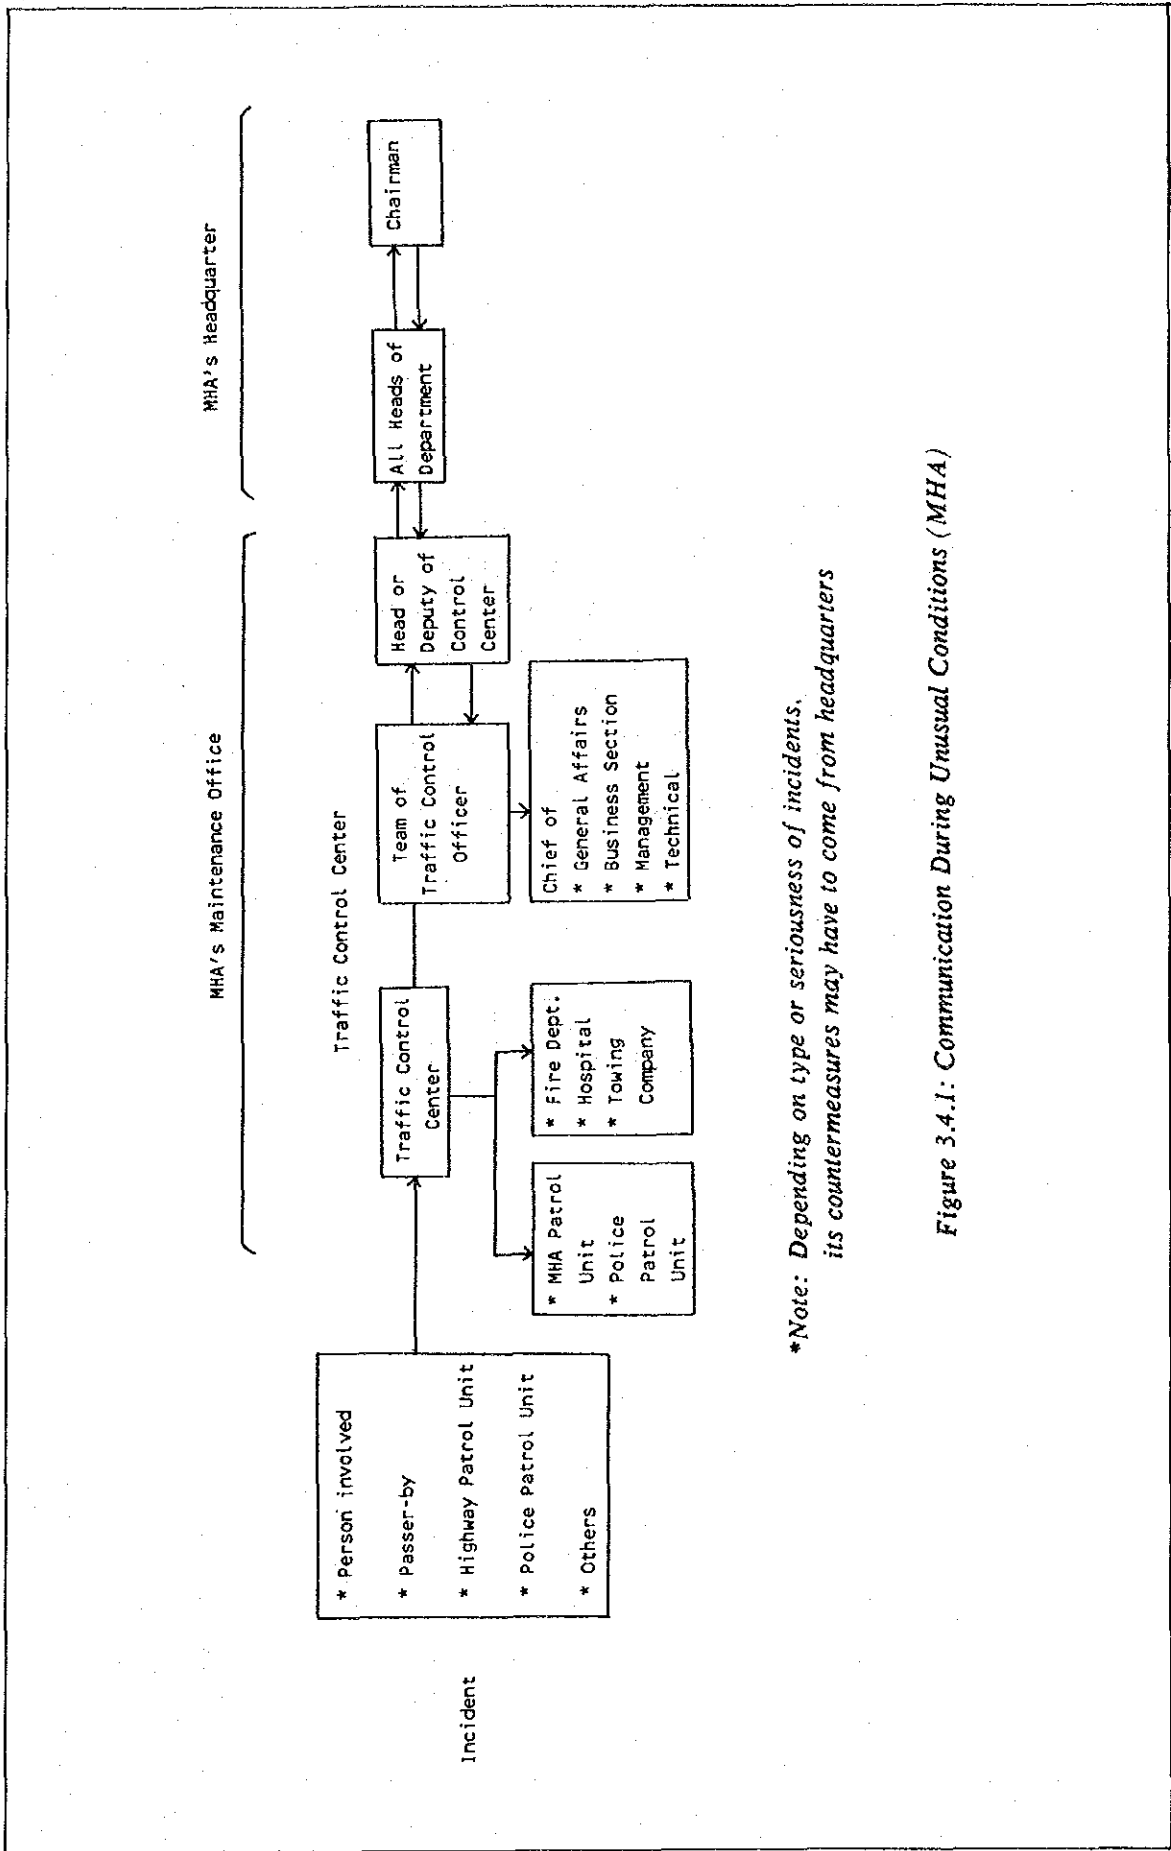 MHA's Maintenance Office
MHA's Headquarter
Traffic Control Center
Incident
* Person involved
* Passer-by
* Highway Patrol Unit
* Police Patrol Unit
* Others
Traffic Control
Center
* MHA Patrol
Unit
* Police
Patrol
Unit
* Fire Dept.
* Hospital
* Towing
Company
Team of
Traffic Control
Officer
Chief of
* General Affairs
* Business Section
* Management
* Technical
Head or
Deputy of
Control
Center
All Heads of
Department
Chairman
*Note: Depending on type or seriousness of incidents,
its countermeasures may have to come from headquarters
Figure 3.4.1: Communication During Unusual Conditions (MHA)